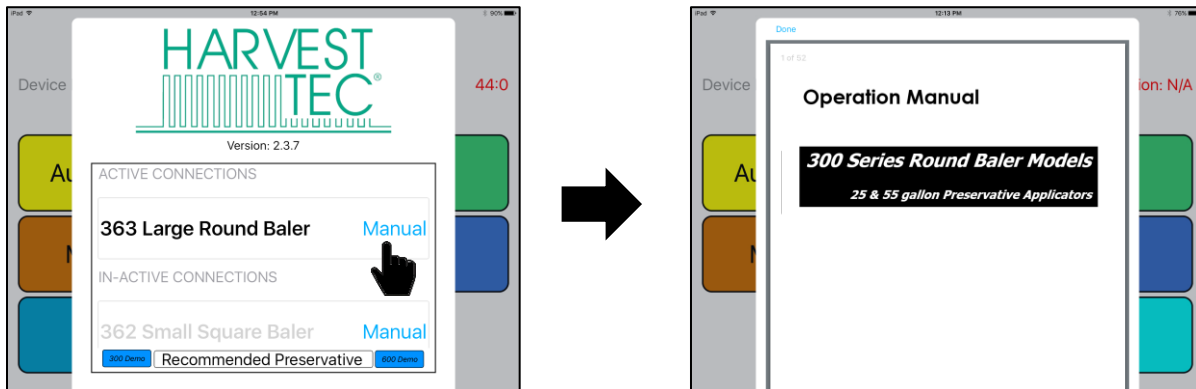 iPad
12:54 PM
90%
HARVEST
TEC®
Device
44:0
Version: 2.3.7
Au
ACTIVE CONNECTIONS
363 Large Round Baler Manual
IN-ACTIVE CONNECTIONS
362 Small Square Baler Manual
300 Demo Recommended Preservative 600 Demo
iPad
12:13 PM
76%
Done
1 of 52
Device
ion: N/A
Operation Manual
Au
300 Series Round Baler Models
25 & 55 gallon Preservative Applicators